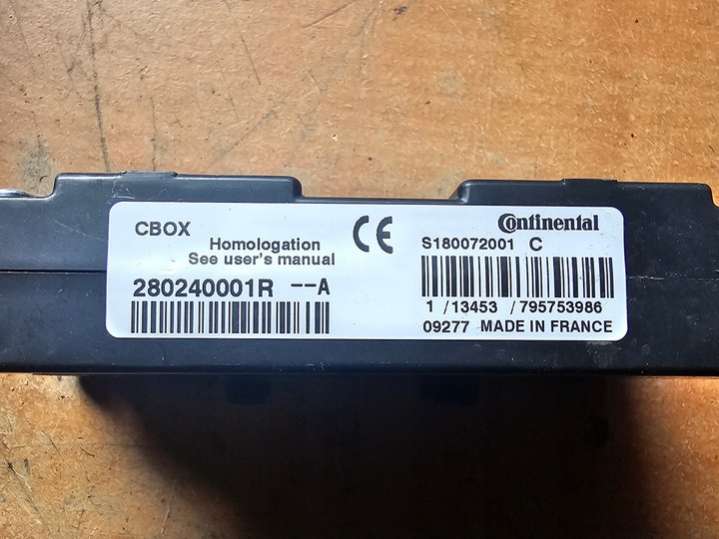 CBOX
Homologation
See user's manual
280240001R --A
CE
Continental
S180072001 C
1 /13453 /795753986
09277 MADE IN FRANCE